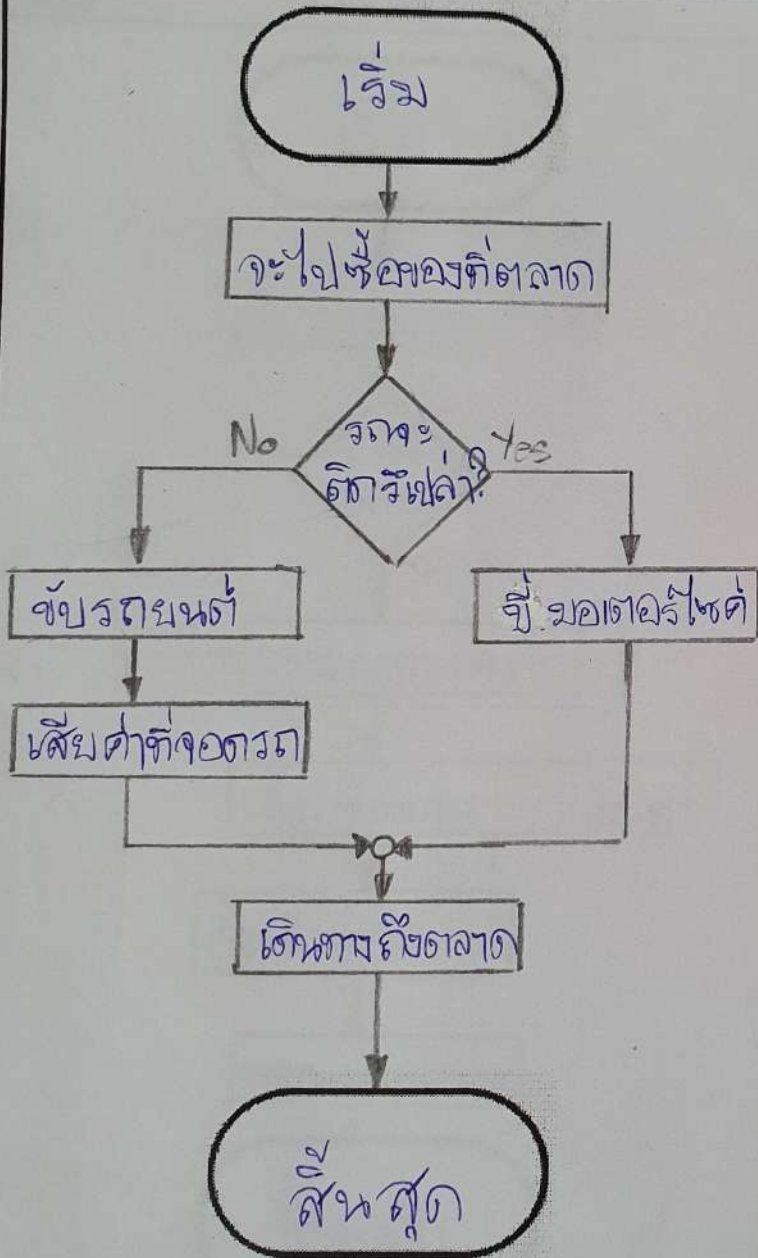 เริ่ม
จะไปซื้อของที่ตลาด
รถจะ
ติดรึเปล่า?
No
Yes
ขับรถยนต์
ขี่มอเตอร์ไซค์
เสียค่าที่จอดรถ
เดินทางถึงตลาด
สิ้นสุด